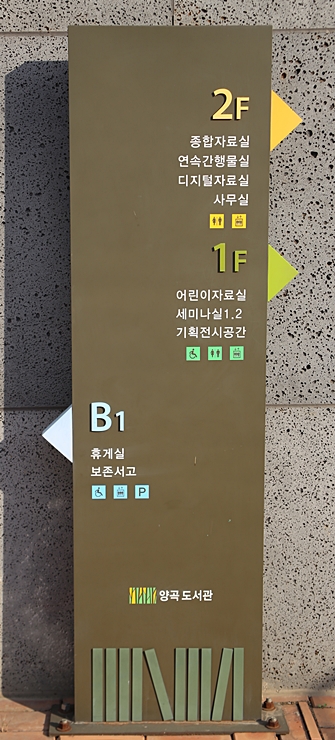 2F
종합자료실
연속간행물실
디지털자료실
사무실
1F
어린이자료실
세미나실1.2
기획전시공간
B1
휴게실
보존서고
P
양곡도서관